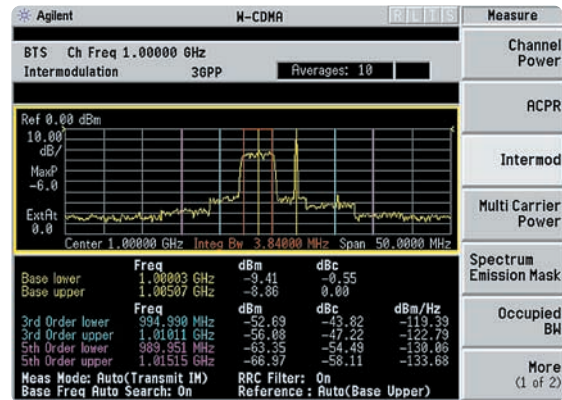 Agilent W-CDMA R L T S Measure
BTS Ch Freq 1.00000 GHz
Intermodulation 3GPP Averages: 10
Channel Power
ACPR
Intermod
Multi Carrier Power
Spectrum Emission Mask
Occupied BW
More (1 of 2)
Ref 0.00 dBm
10.00
dB/
MaxP
-6.0
ExtAt
0.0
Center 1.00000 GHz Integ Bw 3.84000 MHz Span 50.0000 MHz
Freq dBm dBc
Base lower 1.00003 GHz -9.41 -0.55
Base upper 1.00507 GHz -8.86 0.00
Freq dBm dBc dBm/Hz
3rd Order lower 994.990 MHz -52.69 -43.82 -119.39
3rd Order upper 1.01011 GHz -56.08 -47.22 -122.79
5th Order lower 989.951 MHz -63.35 -54.49 -130.06
5th Order upper 1.01515 GHz -66.97 -58.11 -133.68
Meas Mode: Auto(Transmit IM) RRC Filter: On
Base Freq Auto Search: On Reference : Auto(Base Upper)